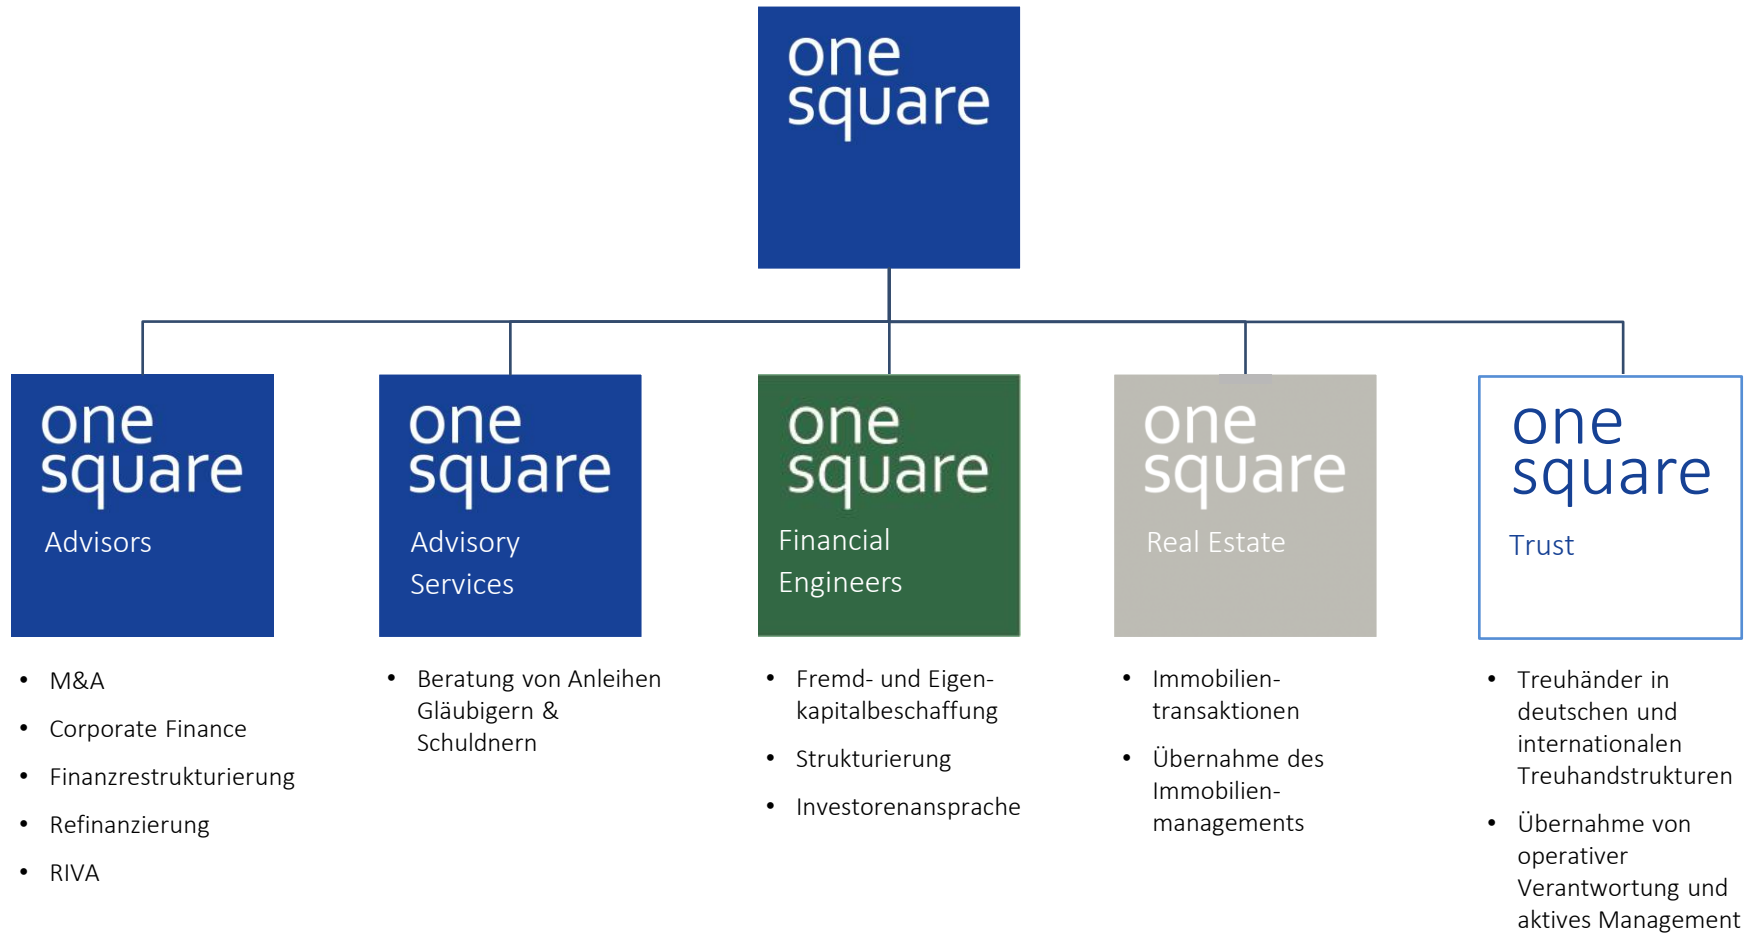 one
square
one
square
Advisors
• M&A
• Corporate Finance
• Finanzrestrukturierung
• Refinanzierung
• RIVA
one
square
Advisory
Services
• Beratung von Anleihen
Gläubigern &
Schuldnern
one
square
Financial
Engineers
• Fremd- und Eigen-
kapitalbeschaffung
• Strukturierung
• Investorenansprache
one
square
Real Estate
• Immobilien-
transaktionen
• Übernahme des
Immobilien-
managements
one
square
Trust
• Treuhänder in
deutschen und
internationalen
Treuhandstrukturen
• Übernahme von
operativer
Verantwortung und
aktives Management